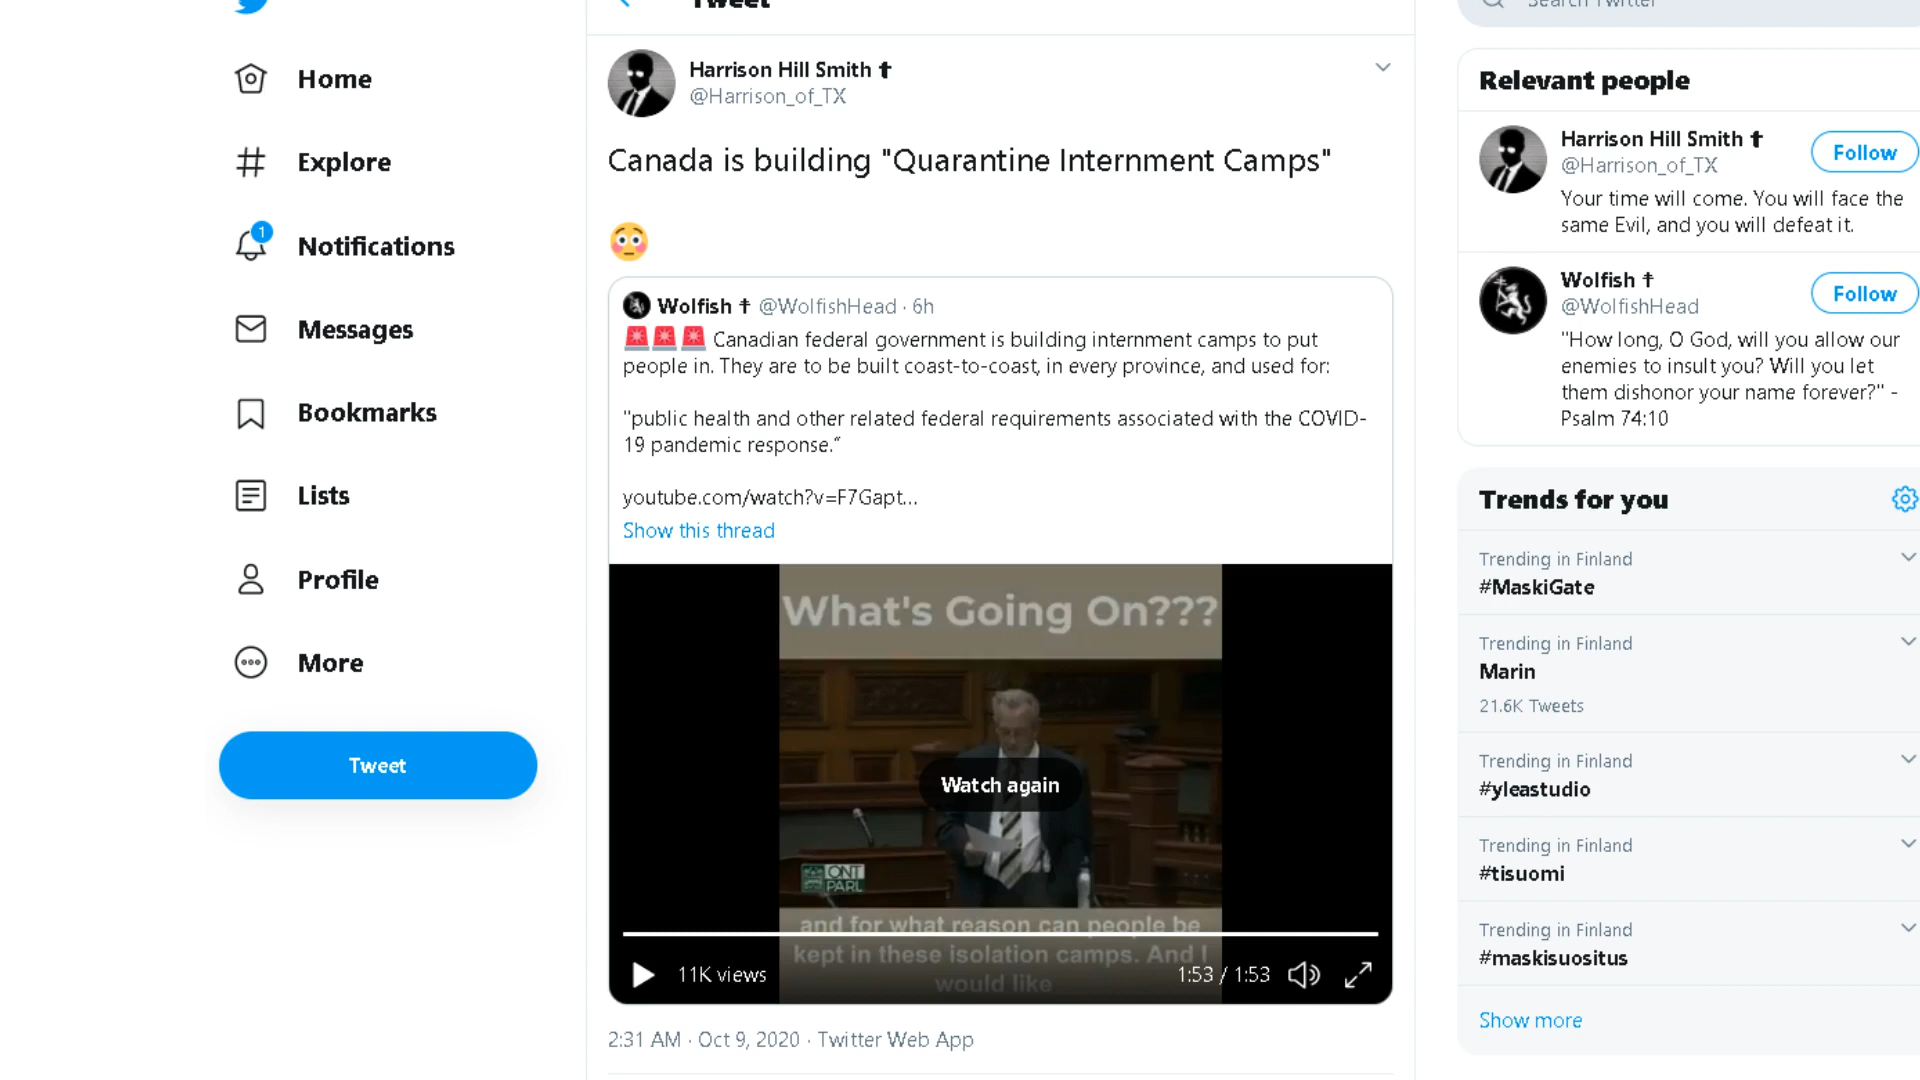 Tweet
Search Twitter
Home
Explore
1
Notifications
Messages
Bookmarks
Lists
Profile
More
Tweet
Harrison Hill Smith ✝
@Harrison_of_TX
Canada is building "Quarantine Internment Camps"
😳
Wolfish ✝ @WolfishHead · 6h
🚨🚨🚨 Canadian federal government is building internment camps to put
people in. They are to be built coast-to-coast, in every province, and used for:
"public health and other related federal requirements associated with the COVID-
19 pandemic response.”
youtube.com/watch?v=F7Gapt...
Show this thread
What's Going On???
Watch again
ONT
PARL
and for what reason can people be
kept in these isolation camps. And I
would like
11K views
1:53 / 1:53
2:31 AM · Oct 9, 2020 · Twitter Web App
Relevant people
Harrison Hill Smith ✝
@Harrison_of_TX
Follow
Your time will come. You will face the
same Evil, and you will defeat it.
Wolfish ✝
@WolfishHead
Follow
"How long, O God, will you allow our
enemies to insult you? Will you let
them dishonor your name forever?" -
Psalm 74:10
Trends for you
Trending in Finland
#MaskiGate
Trending in Finland
Marin
21.6K Tweets
Trending in Finland
#yleastudio
Trending in Finland
#tisuomi
Trending in Finland
#maskisuositus
Show more